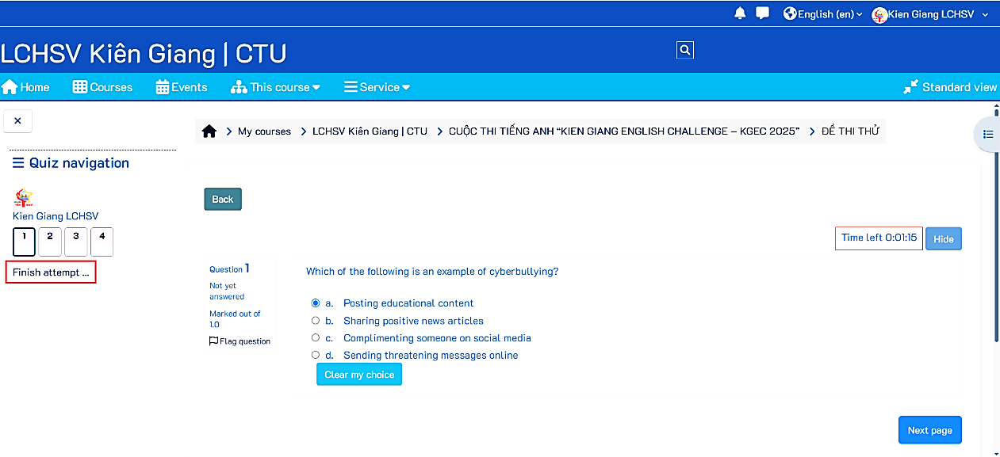 English (en)
Kien Giang LCHSV
LCHSV Kiên Giang | CTU
Home
Courses
Events
This course
Service
Standard view
My courses
LCHSV Kiên Giang | CTU
CUỘC THI TIẾNG ANH “KIEN GIANG ENGLISH CHALLENGE – KGEC 2025”
ĐỀ THI THỬ
Quiz navigation
Kien Giang LCHSV
1 2 3 4
Finish attempt ...
Back
Time left 0:01:15
Hide
Question 1
Not yet
answered
Marked out of
1.0
Flag question
Which of the following is an example of cyberbullying?
a. Posting educational content
b. Sharing positive news articles
c. Complimenting someone on social media
d. Sending threatening messages online
Clear my choice
Next page